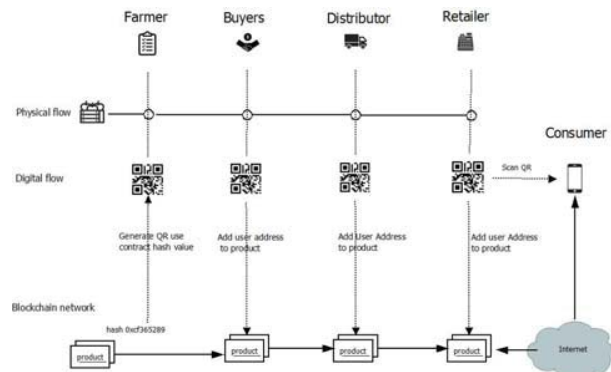 Farmer
Buyers
Distributor
Retailer
Physical flow
Consumer
Digital flow
Scan QR
Generate QR use
contract hash value
Add user address
to product
Add User Address
to product
Add user Address
to product
Blockchain network
hash 0xcf365289
product
product
product
product
Internet